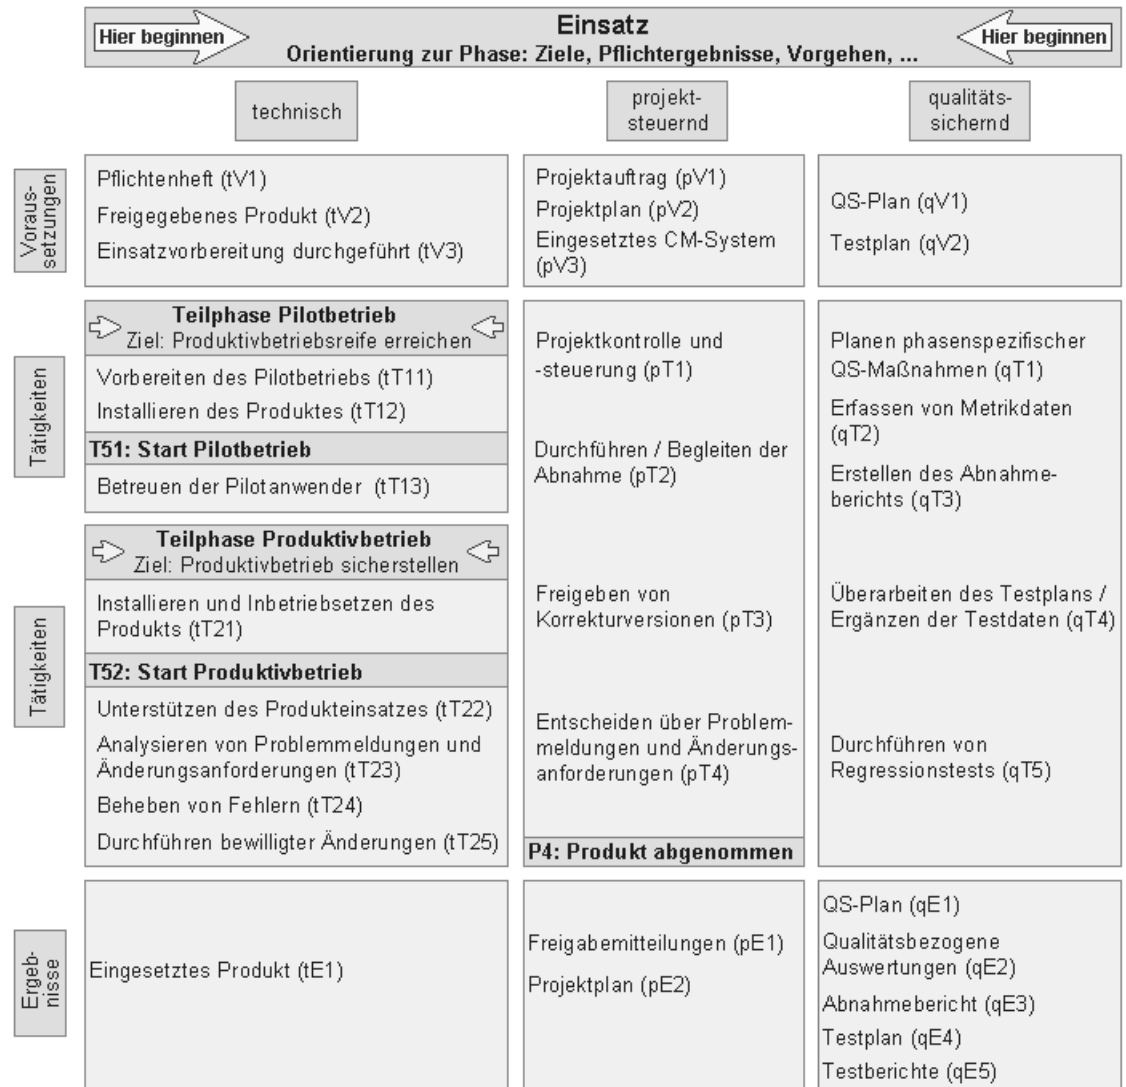 Einsatz
Hier beginnen
Hier beginnen
Orientierung zur Phase: Ziele, Pflichtergebnisse, Vorgehen, ...
technisch
projekt-
steuernd
qualitäts-
sichernd
Voraus-
setzungen
Pflichtenheft (tV1)
Freigegebenes Produkt (tV2)
Einsatzvorbereitung durchgeführt (tV3)
Projektauftrag (pV1)
Projektplan (pV2)
Eingesetztes CM-System
(pV3)
QS-Plan (qV1)
Testplan (qV2)
Tätigkeiten
Teilphase Pilotbetrieb
Ziel: Produktivbetriebsreife erreichen
Vorbereiten des Pilotbetriebs (tT11)
Installieren des Produktes (tT12)
T51: Start Pilotbetrieb
Betreuen der Pilotanwender (tT13)
Tätigkeiten
Teilphase Produktivbetrieb
Ziel: Produktivbetrieb sicherstellen
Installieren und Inbetriebsetzen des
Produkts (tT21)
T52: Start Produktivbetrieb
Unterstützen des Produkteinsatzes (tT22)
Analysieren von Problemmeldungen und
Änderungsanforderungen (tT23)
Beheben von Fehlern (tT24)
Durchführen bewilligter Änderungen (tT25)
Projektkontrolle und
-steuerung (pT1)
Durchführen / Begleiten der
Abnahme (pT2)
Freigeben von
Korrekturversionen (pT3)
Entscheiden über Problem-
meldungen und Änderungs-
anforderungen (pT4)
P4: Produkt abgenommen
Planen phasenspezifischer
QS-Maßnahmen (qT1)
Erfassen von Metrikdaten
(qT2)
Erstellen des Abnahme-
berichts (qT3)
Überarbeiten des Testplans /
Ergänzen der Testdaten (qT4)
Durchführen von
Regressionstests (qT5)
Ergeb-
nisse
Eingesetztes Produkt (tE1)
Freigabemitteilungen (pE1)
Projektplan (pE2)
QS-Plan (qE1)
Qualitätsbezogene
Auswertungen (qE2)
Abnahmebericht (qE3)
Testplan (qE4)
Testberichte (qE5)